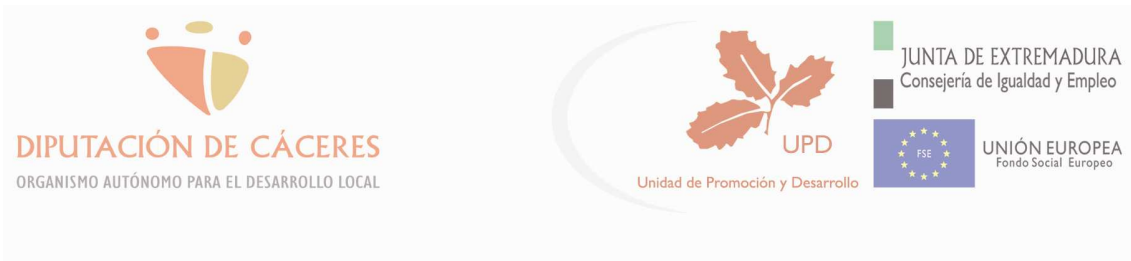 DIPUTACIÓN DE CÁCERES
ORGANISMO AUTÓNOMO PARA EL DESARROLLO LOCAL
UPD
Unidad de Promoción y Desarrollo
JUNTA DE EXTREMADURA
Consejería de Igualdad y Empleo
FSE
UNIÓN EUROPEA
Fondo Social Europeo